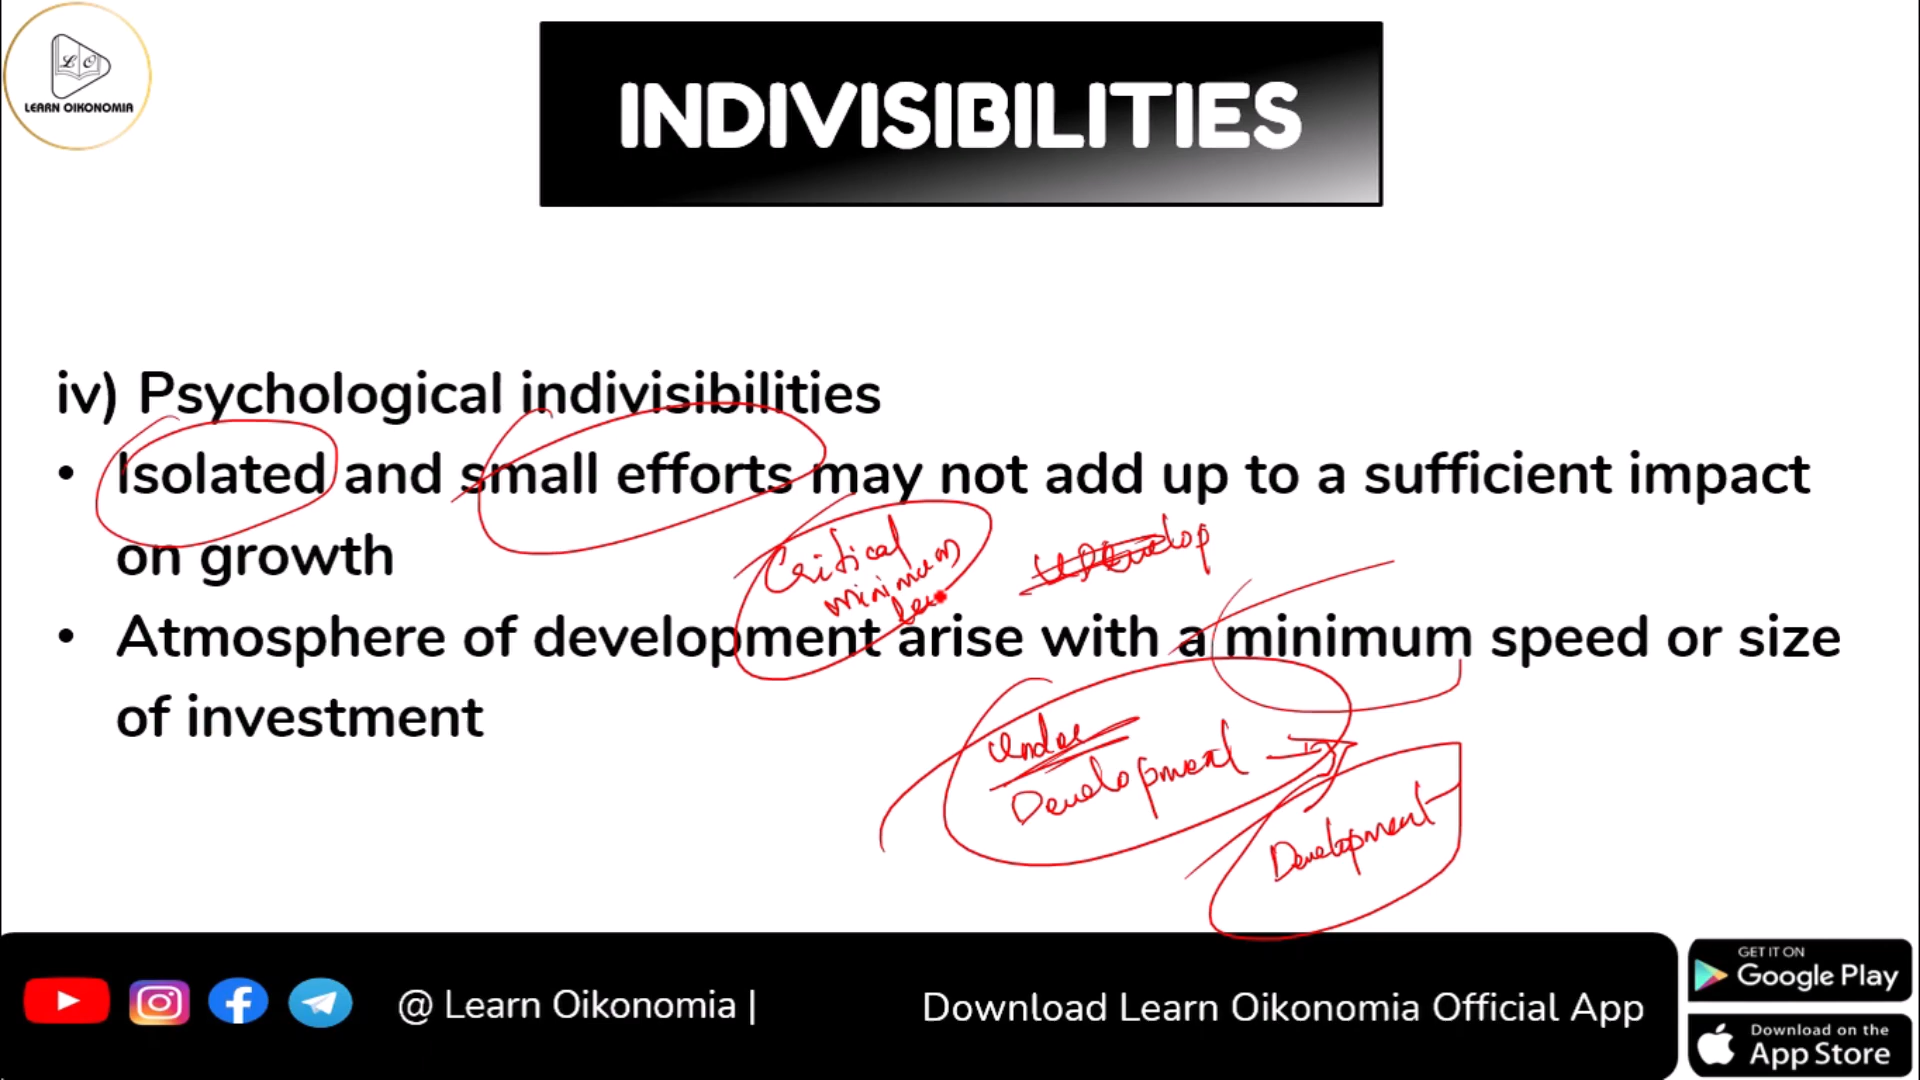 L O
LEARN OIKONOMIA
INDIVISIBILITIES
iv) Psychological indivisibilities
• Isolated and small efforts may not add up to a sufficient impact
on growth
Critical
minimum
• Atmosphere of development arise with a minimum speed or size
of investment
Under
Development →
Development
@ Learn Oikonomia |
Download Learn Oikonomia Official App
GET IT ON
Google Play
Download on the
App Store